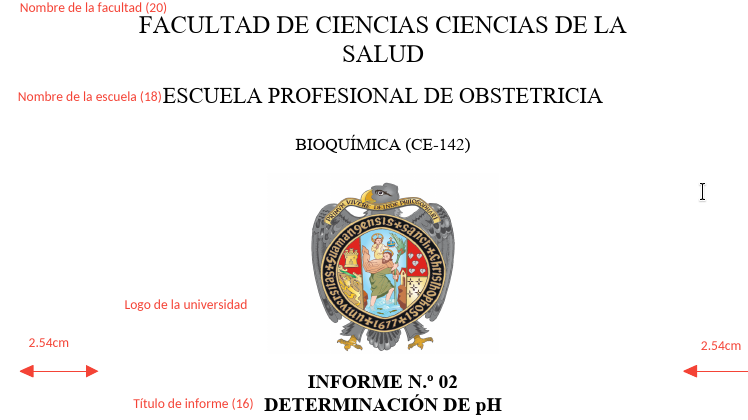 Nombre de la facultad (20)
FACULTAD DE CIENCIAS CIENCIAS DE LA
SALUD
Nombre de la escuela (18)
ESCUELA PROFESIONAL DE OBSTETRICIA
BIOQUÍMICA (CE-142)
universitas+guamangensis+sancti+christhophori
+1677+
Logo de la universidad
2.54cm
2.54cm
INFORME N.º 02
Título de informe (16)
DETERMINACIÓN DE pH